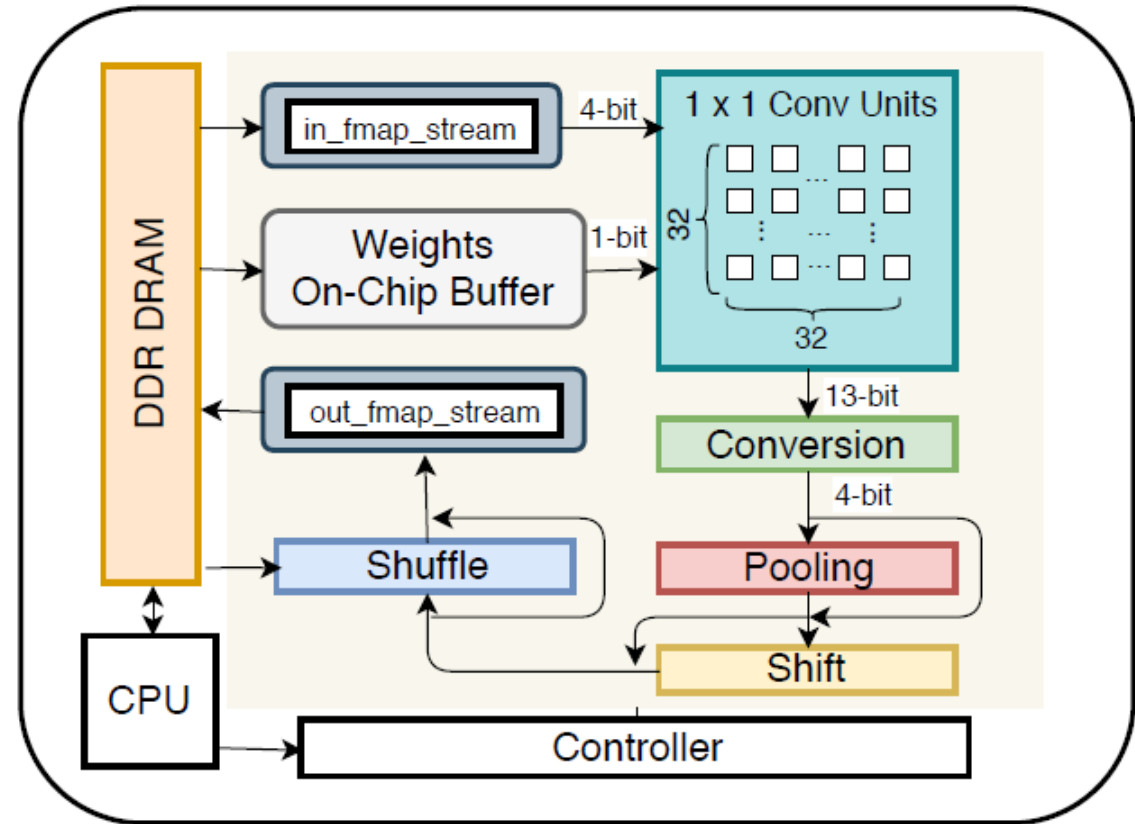 DDR DRAM
in_fmap_stream
4-bit
1 x 1 Conv Units
...
32
...
...
32
Weights
On-Chip Buffer
1-bit
out_fmap_stream
13-bit
Conversion
4-bit
Shuffle
Pooling
Shift
CPU
Controller